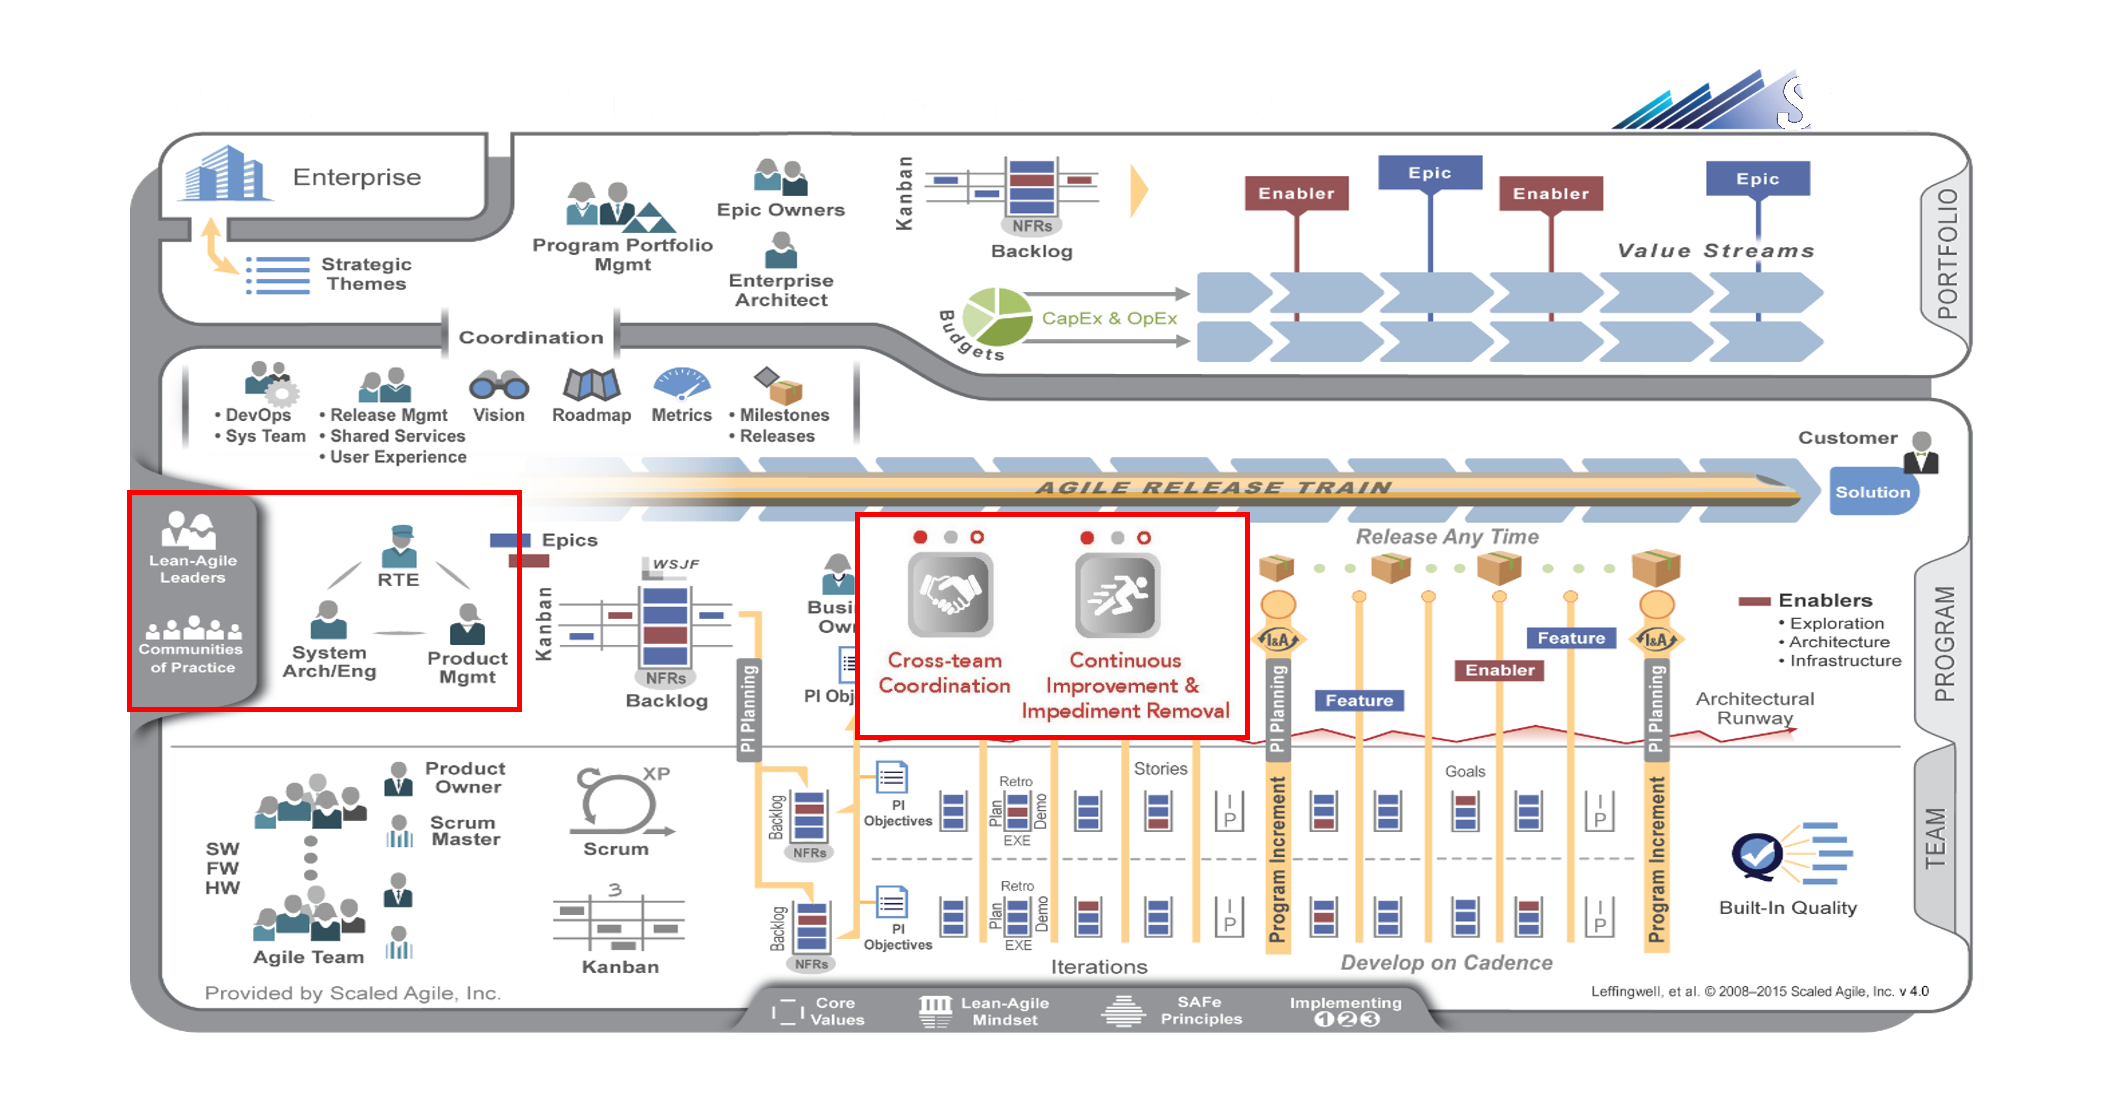 S
Enterprise
Strategic
Themes
Program Portfolio
Mgmt
Epic Owners
Enterprise
Architect
Kanban
NFRs
Backlog
Budgets
CapEx & OpEx
Enabler
Epic
Enabler
Epic
Value Streams
PORTFOLIO
Coordination
• DevOps
• Sys Team
• Release Mgmt
• Shared Services
• User Experience
Vision
Roadmap
Metrics
• Milestones
• Releases
Customer
Solution
AGILE RELEASE TRAIN
Release Any Time
Lean-Agile
Leaders
Communities
of Practice
RTE
System
Arch/Eng
Product
Mgmt
Epics
Kanban
WSJF
NFRs
Backlog
PI Planning
Busi
Own
PI Obj
Cross-team
Coordination
Continuous
Improvement &
Impediment Removal
I&A
PI Planning
Feature
Enabler
Feature
I&A
PI Planning
Enablers
• Exploration
• Architecture
• Infrastructure
Architectural
Runway
PROGRAM
SW
FW
HW
Agile Team
Product
Owner
Scrum
Master
XP
Scrum
3
Kanban
Backlog
NFRs
Backlog
NFRs
PI
Objectives
PI
Objectives
Retro
Plan
Demo
EXE
Retro
Plan
Demo
EXE
Stories
I
P
I
P
Iterations
Program Increment
Goals
I
P
I
P
Develop on Cadence
Program Increment
Built-In Quality
TEAM
Provided by Scaled Agile, Inc.
Leffingwell, et al. © 2008–2015 Scaled Agile, Inc. v 4.0
Core
Values
Lean-Agile
Mindset
SAFe
Principles
Implementing
1 2 3